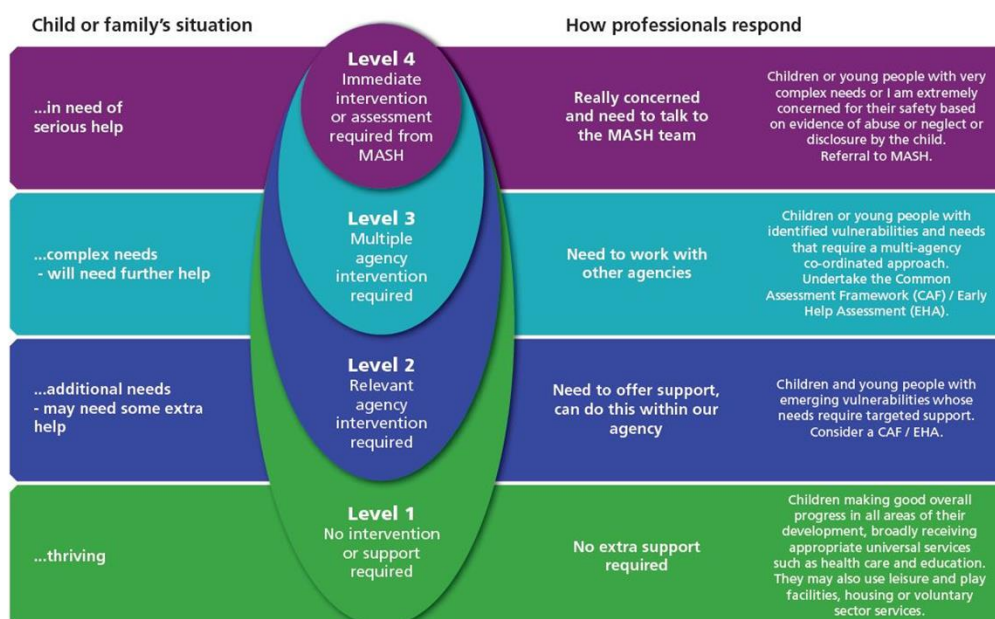 Child or family's situation
How professionals respond
...in need of
serious help
Level 4
Immediate
intervention
or assessment
required from
MASH
Really concerned
and need to talk to
the MASH team
Children or young people with very
complex needs or I am extremely
concerned for their safety based
on evidence of abuse or neglect or
disclosure by the child.
Referral to MASH.
...complex needs
- will need further help
Level 3
Multiple
agency
intervention
required
Need to work with
other agencies
Children or young people with
identified vulnerabilities and needs
that require a multi-agency
co-ordinated approach.
Undertake the Common
Assessment Framework (CAF) / Early
Help Assessment (EHA).
...additional needs
- may need some extra
help
Level 2
Relevant
agency
intervention
required
Need to offer support,
can do this within our
agency
Children and young people with
emerging vulnerabilities whose
needs require targeted support.
Consider a CAF / EHA.
...thriving
Level 1
No intervention
or support
required
No extra support
required
Children making good overall
progress in all areas of their
development, broadly receiving
appropriate universal services
such as health care and education.
They may also use leisure and play
facilities, housing or voluntary
sector services.